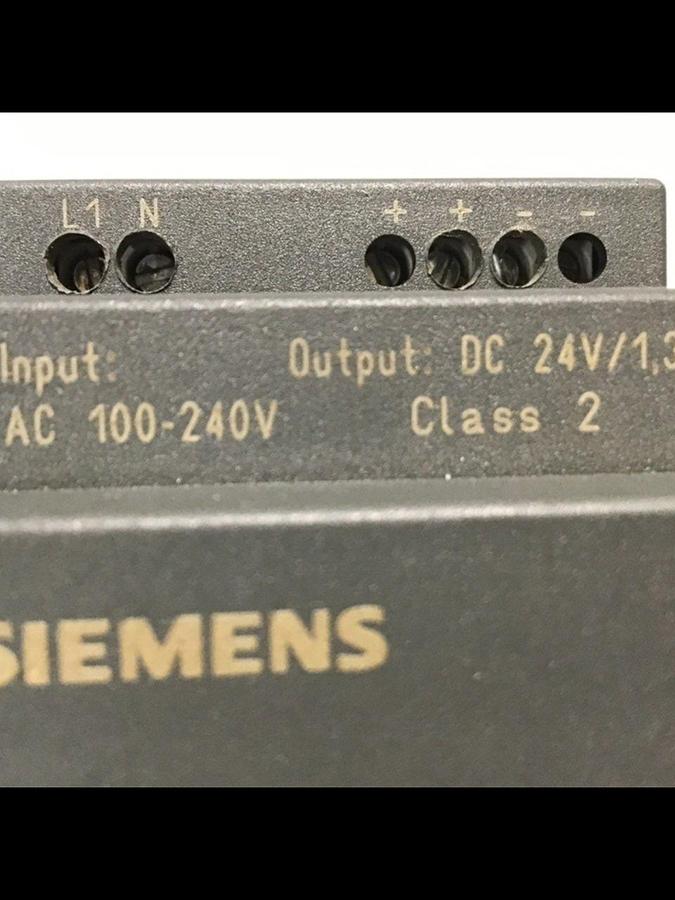 L1 N + + - -
Input: Output: DC 24V/1,3
AC 100-240V Class 2
SIEMENS